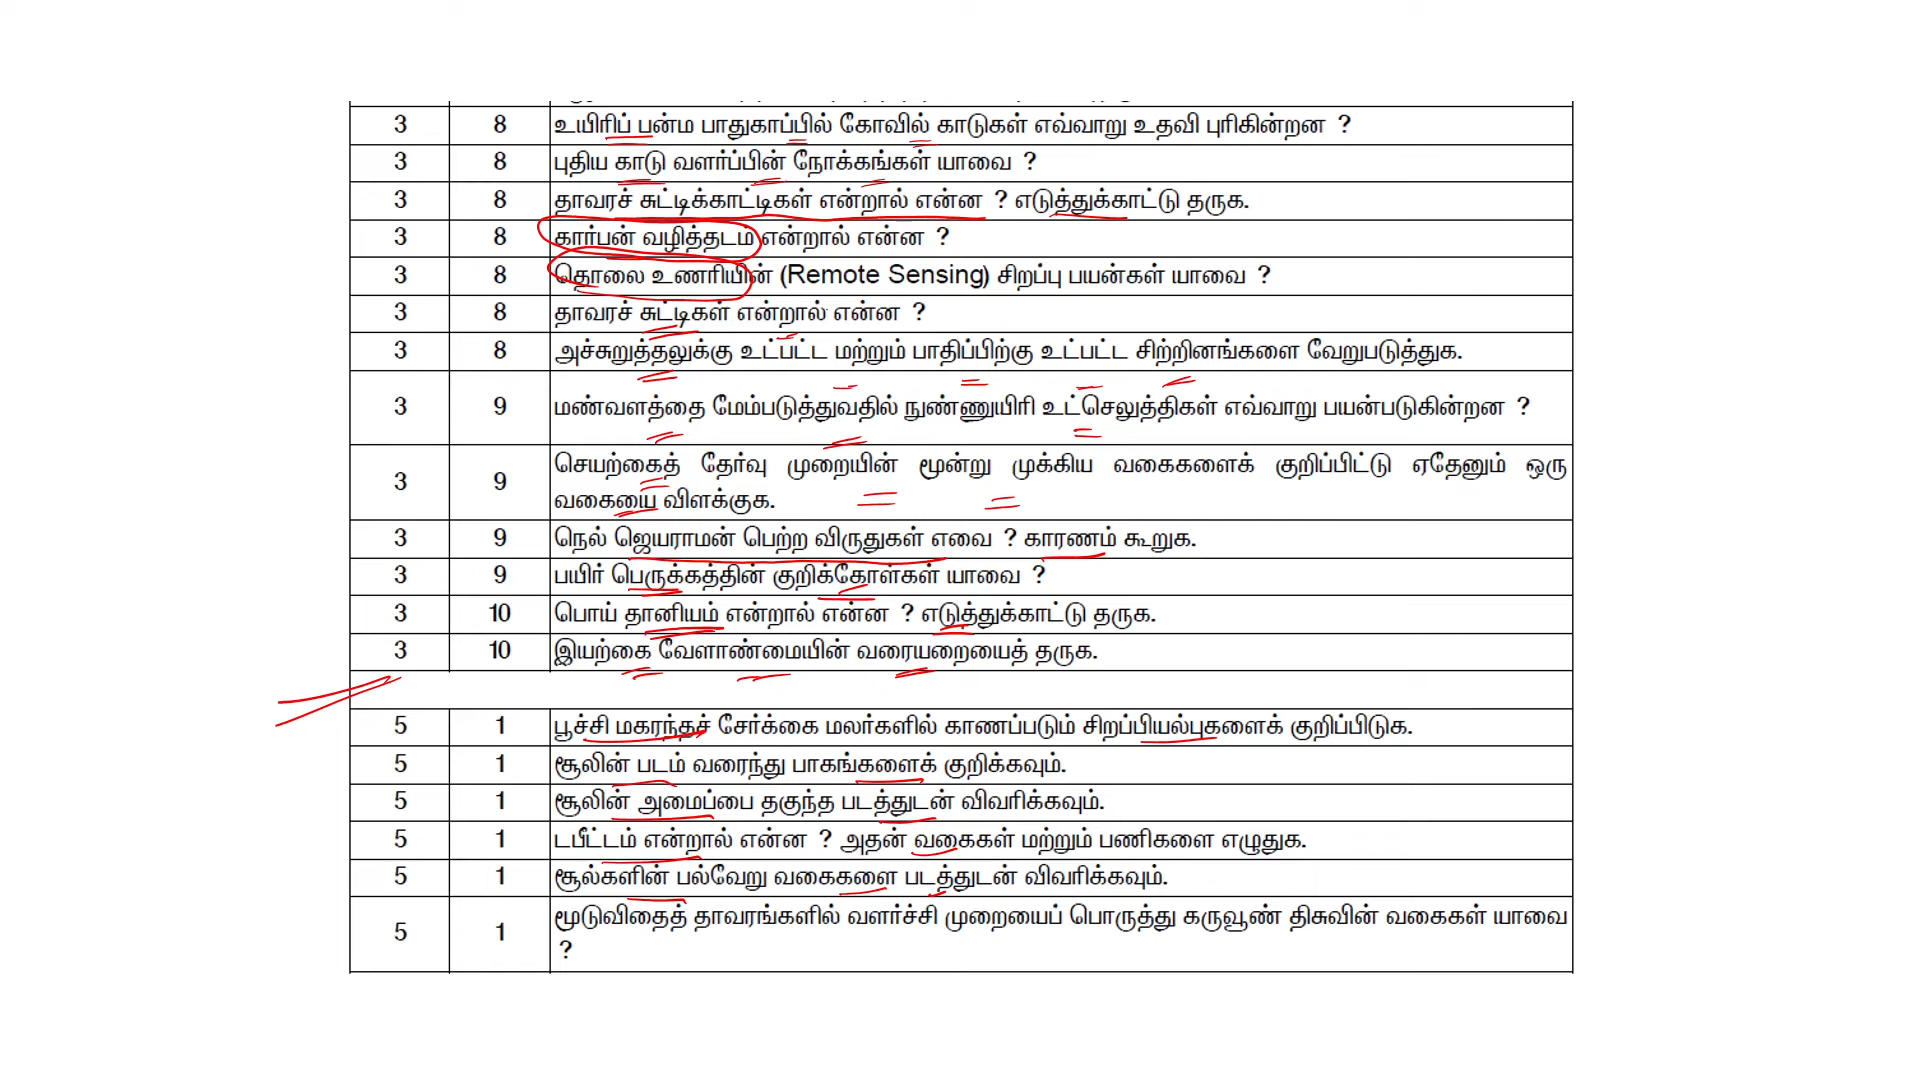 3 8 உயிரிப் பன்ம பாதுகாப்பில் கோவில் காடுகள் எவ்வாறு உதவி புரிகின்றன ?
3 8 புதிய காடு வளர்ப்பின் நோக்கங்கள் யாவை ?
3 8 தாவரச் சுட்டிக்காட்டிகள் என்றால் என்ன ? எடுத்துக்காட்டு தருக.
3 8 கார்பன் வழித்தடம் என்றால் என்ன ?
3 8 தொலை உணரியின் (Remote Sensing) சிறப்பு பயன்கள் யாவை ?
3 8 தாவரச் சுட்டிகள் என்றால் என்ன ?
3 8 அச்சுறுத்தலுக்கு உட்பட்ட மற்றும் பாதிப்பிற்கு உட்பட்ட சிற்றினங்களை வேறுபடுத்துக.
3 9 மண்வளத்தை மேம்படுத்துவதில் நுண்ணுயிரி உட்செலுத்திகள் எவ்வாறு பயன்படுகின்றன ?
3 9 செயற்கைத் தேர்வு முறையின் மூன்று முக்கிய வகைகளைக் குறிப்பிட்டு ஏதேனும் ஒரு
வகையை விளக்குக.
3 9 நெல் ஜெயராமன் பெற்ற விருதுகள் எவை ? காரணம் கூறுக.
3 9 பயிர் பெருக்கத்தின் குறிக்கோள்கள் யாவை ?
3 10 பொய் தானியம் என்றால் என்ன ? எடுத்துக்காட்டு தருக.
3 10 இயற்கை வேளாண்மையின் வரையறையைத் தருக.
5 1 பூச்சி மகரந்தச் சேர்க்கை மலர்களில் காணப்படும் சிறப்பியல்புகளைக் குறிப்பிடுக.
5 1 சூலின் படம் வரைந்து பாகங்களைக் குறிக்கவும்.
5 1 சூலின் அமைப்பை தகுந்த படத்துடன் விவரிக்கவும்.
5 1 டபீட்டம் என்றால் என்ன ? அதன் வகைகள் மற்றும் பணிகளை எழுதுக.
5 1 சூல்களின் பல்வேறு வகைகளை படத்துடன் விவரிக்கவும்.
5 1 மூடுவிதைத் தாவரங்களில் வளர்ச்சி முறையைப் பொருத்து கருவூண் திசுவின் வகைகள் யாவை
?